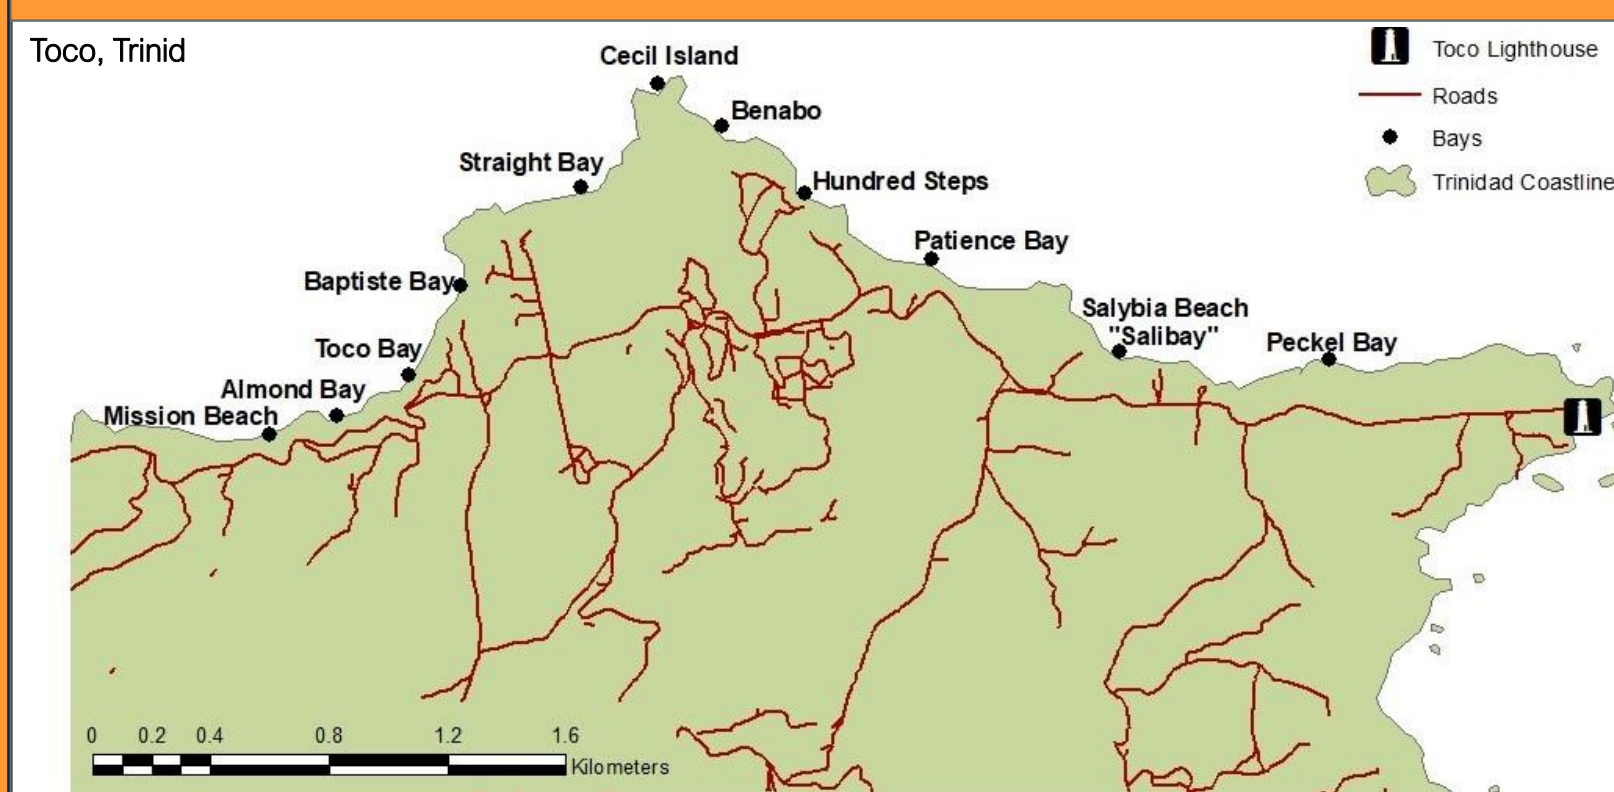 Toco, Trinid
Cecil Island
Benabo
Straight Bay
Hundred Steps
Patience Bay
Baptiste Bay
Salybia Beach
"Salibay"
Toco Bay
Peckel Bay
Almond Bay
Mission Beach
Toco Lighthouse
Roads
Bays
Trinidad Coastline
0 0.2 0.4 0.8 1.2 1.6
Kilometers